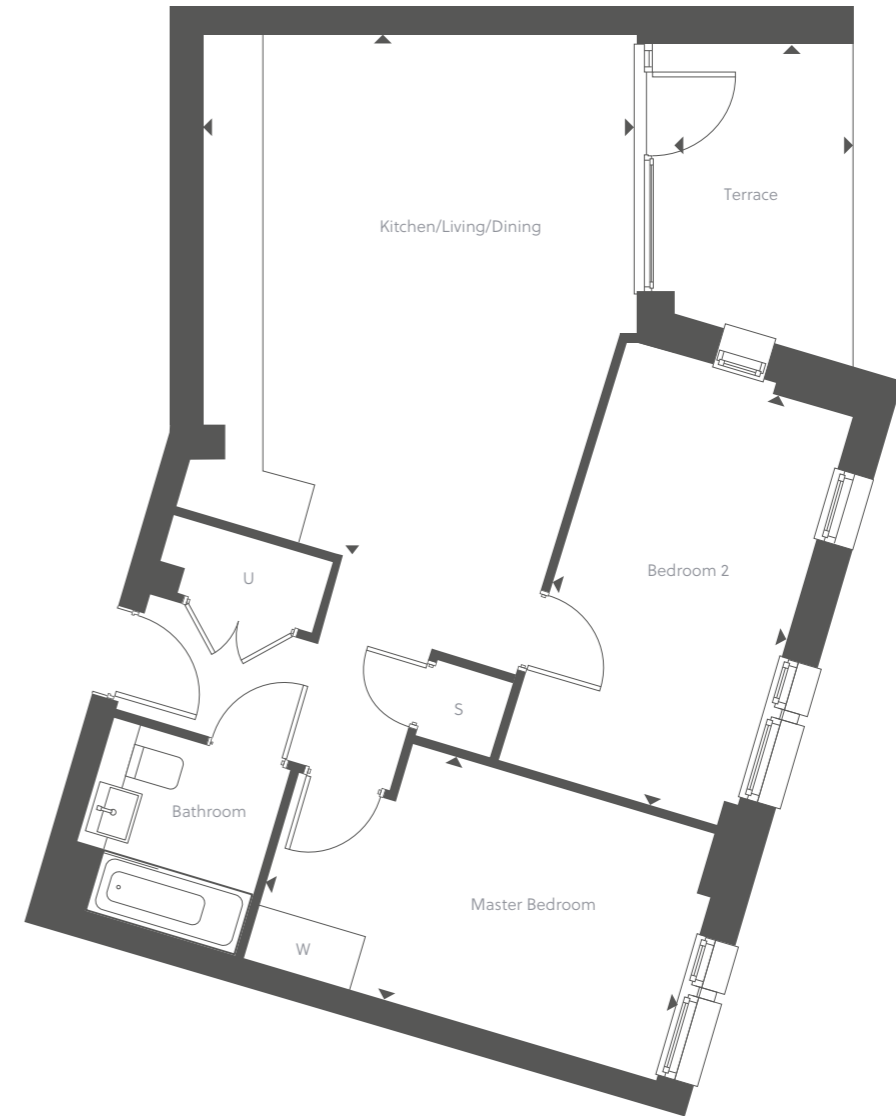 Terrace
Kitchen/Living/Dining
Bedroom 2
U
S
Bathroom
Master Bedroom
W